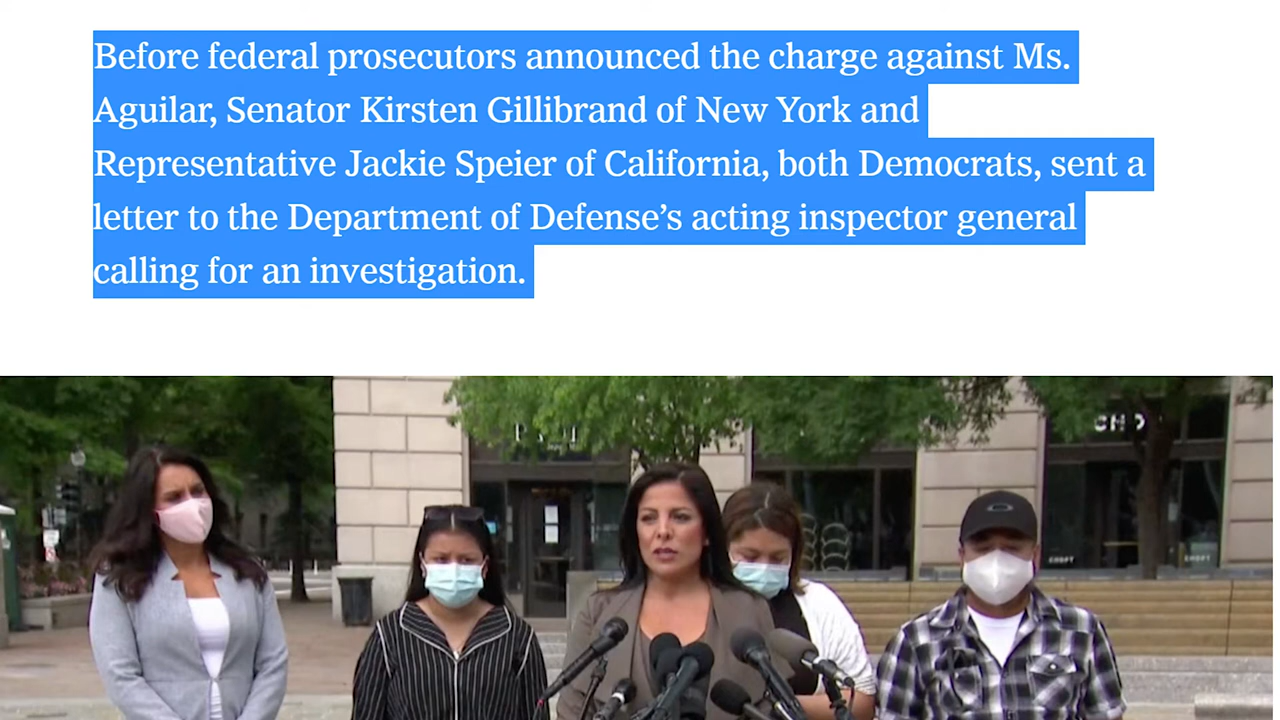 Before federal prosecutors announced the charge against Ms.
Aguilar, Senator Kirsten Gillibrand of New York and
Representative Jackie Speier of California, both Democrats, sent a
letter to the Department of Defense’s acting inspector general
calling for an investigation.